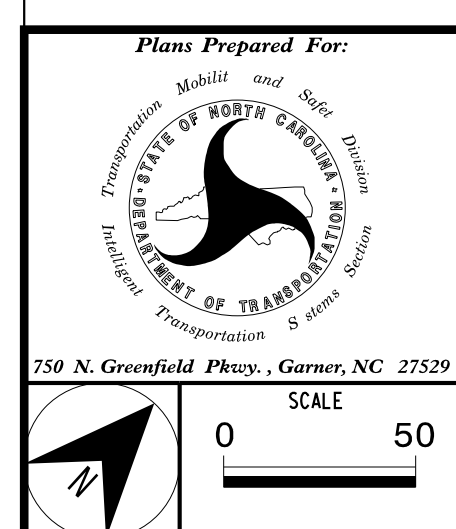 Plans Prepared For:
Transportation Mobilit and Safet Division
STATE OF NORTH CAROLINA
DEPARTMENT OF TRANSPORTATION
Intelligent Transportation S stems Section
750 N. Greenfield Pkwy. , Garner, NC 27529
SCALE
0 50
N